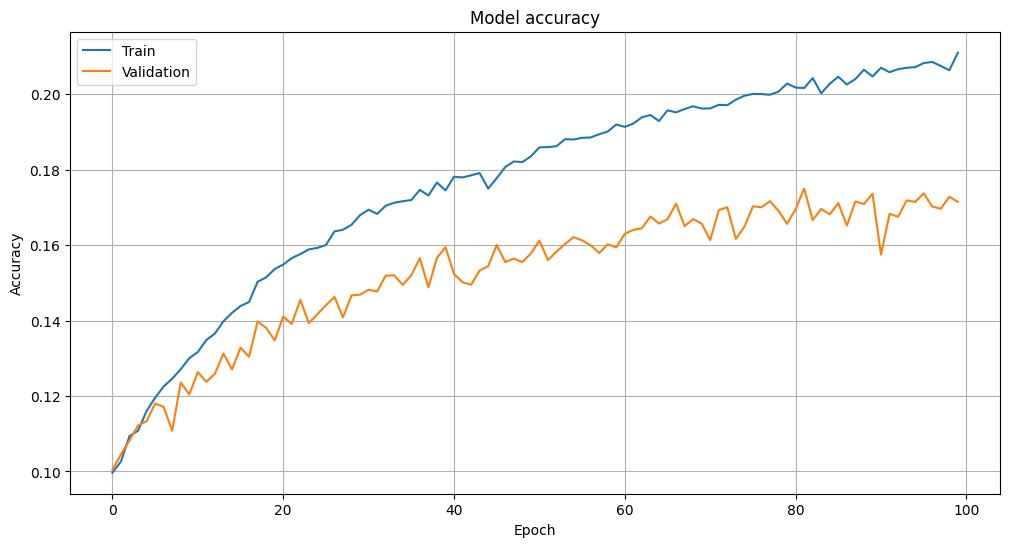 Model accuracy
Train
Validation
Accuracy
0.20
0.18
0.16
0.14
0.12
0.10
0 20 40 60 80 100
Epoch